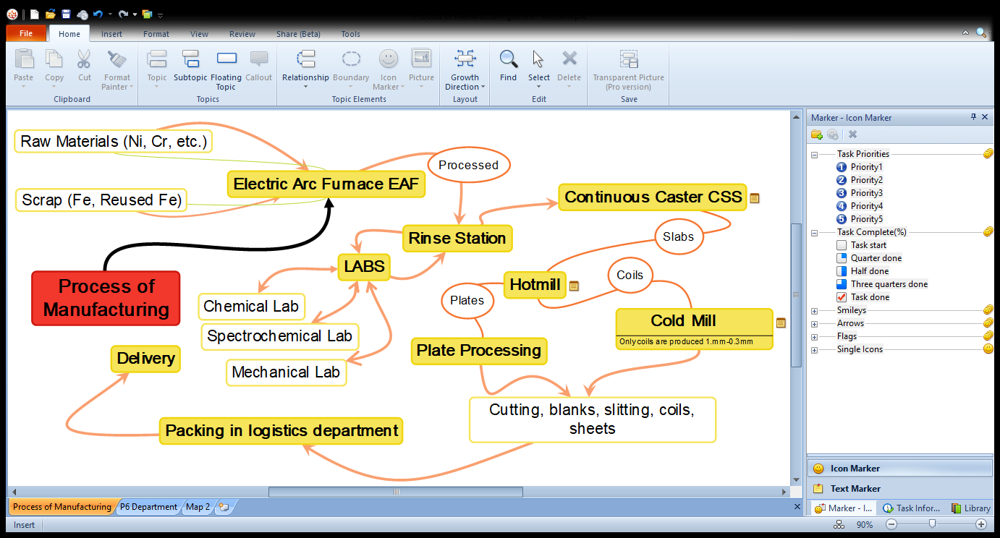 File
Home
Insert
Format
View
Review
Share (Beta)
Tools
Paste
Copy
Cut
Format
Painter
Clipboard
Topic
Subtopic
Floating
Topic
Callout
Topics
Relationship
Boundary
Icon
Marker
Picture
Topic Elements
Growth
Direction
Layout
Find
Select
Delete
Edit
Transparent Picture
(Pro version)
Save
Raw Materials (Ni, Cr, etc.)
Electric Arc Furnace EAF
Processed
Scrap (Fe, Reused Fe)
Continuous Caster CSS
Rinse Station
Slabs
LABS
Coils
Process of
Manufacturing
Hotmill
Plates
Chemical Lab
Cold Mill
Only coils are produced 1.mm-0.3mm
Spectrochemical Lab
Plate Processing
Delivery
Mechanical Lab
Cutting, blanks, slitting, coils,
sheets
Packing in logistics department
Marker - Icon Marker
Task Priorities
1 Priority1
2 Priority2
3 Priority3
4 Priority4
5 Priority5
Task Complete(%)
Task start
Quarter done
Half done
Three quarters done
Task done
Smileys
Arrows
Flags
Single Icons
Icon Marker
Text Marker
Marker - I...
Task Infor...
Library
Process of Manufacturing
P6 Department
Map 2
Insert
90%